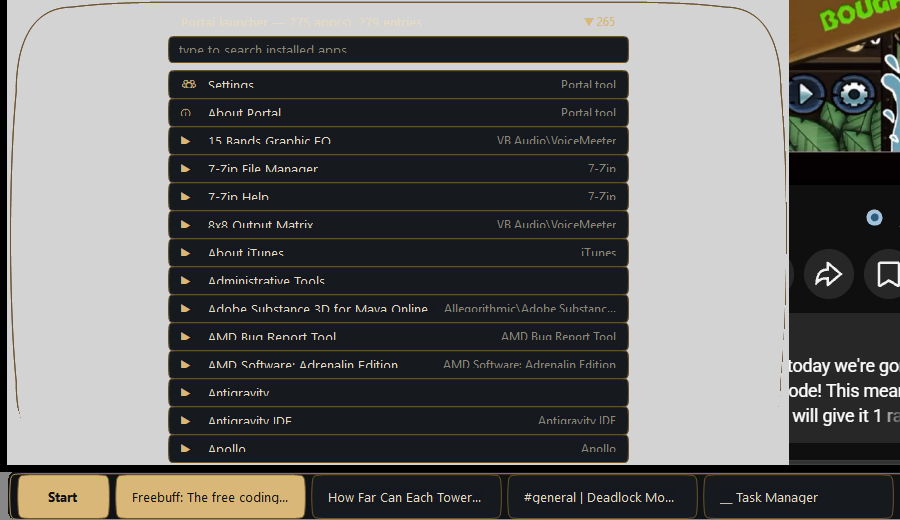 Portal launcher — 275 app(s), 279 entries
▼265
type to search installed apps
Settings Portal tool
About Portal Portal tool
15 Bands Graphic EQ VB Audio\VoiceMeeter
7-Zip File Manager 7-Zip
7-Zip Help 7-Zip
8x8 Output Matrix VB Audio\VoiceMeeter
About iTunes iTunes
Administrative Tools
Adobe Substance 3D for Maya Online Allegorithmic\Adobe Substanc...
AMD Bug Report Tool AMD Bug Report Tool
AMD Software: Adrenalin Edition AMD Software: Adrenalin Edition
Antigravity
Antigravity IDE Antigravity IDE
Apollo Apollo
today we're go
ode! This mea
will give it 1 ra
Start
Freebuff: The free coding...
How Far Can Each Tower...
#general | Deadlock Mo...
__ Task Manager